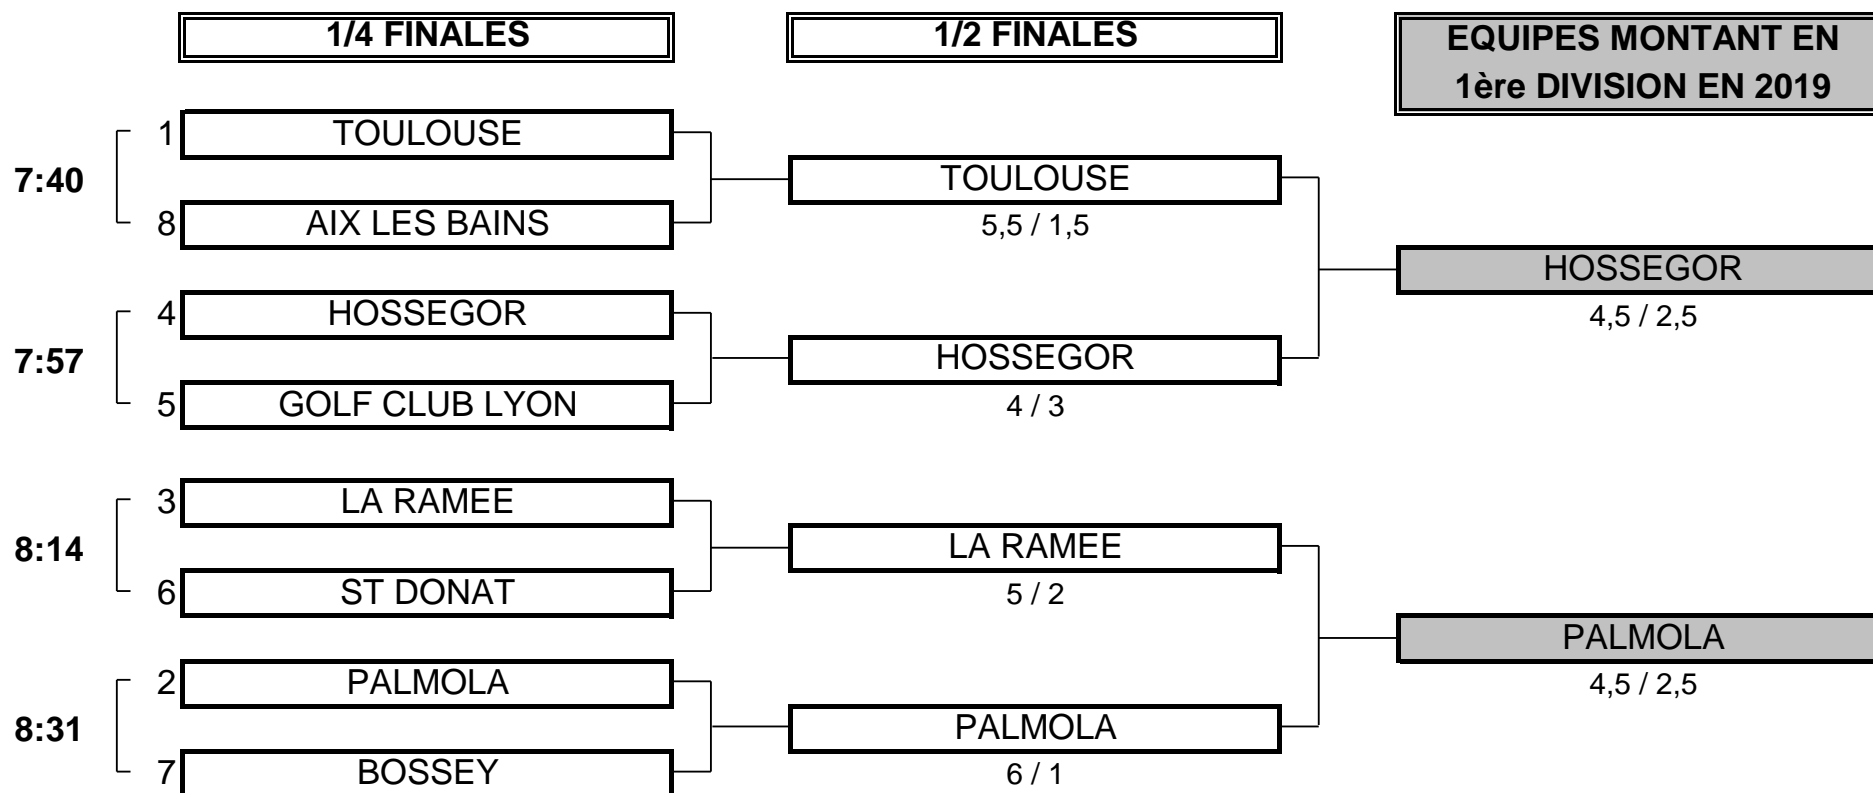 1/4 FINALES
1/2 FINALES
EQUIPES MONTANT EN
1ère DIVISION EN 2019
7:40
1 TOULOUSE
8 AIX LES BAINS
TOULOUSE
5,5 / 1,5
7:57
4 HOSSEGOR
5 GOLF CLUB LYON
HOSSEGOR
4 / 3
HOSSEGOR
4,5 / 2,5
8:14
3 LA RAMEE
6 ST DONAT
LA RAMEE
5 / 2
8:31
2 PALMOLA
7 BOSSEY
PALMOLA
6 / 1
PALMOLA
4,5 / 2,5